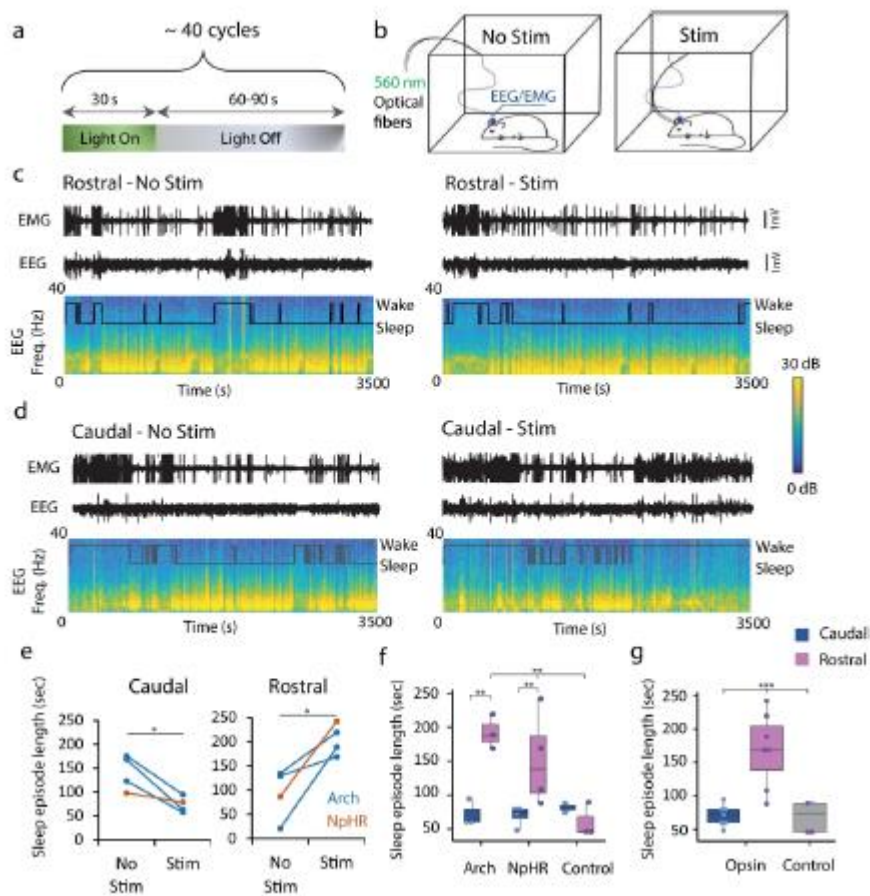 a
~ 40 cycles
30 s 60-90 s
Light On Light Off
b
No Stim Stim
560 nm
Optical
fibers
EEG/EMG
c
Rostral - No Stim
Rostral - Stim
EMG
1mV
EEG
1mV
40
EEG
Freq. (Hz)
Wake
Sleep
Wake
Sleep
0 Time (s) 3500
0 Time (s) 3500
30 dB
0 dB
d
Caudal - No Stim
Caudal - Stim
EMG
EEG
40
EEG
Freq. (Hz)
Wake
Sleep
Wake
Sleep
0 Time (s) 3500
0 Time (s) 3500
e
Caudal
Rostral
Sleep episode length (sec)
250
200
150
100
50
0
*
No
Stim
Stim
250
200
150
100
50
0
*
Arch
NpHR
No
Stim
Stim
f
Sleep episode length (sec)
200
150
100
50
**
**
**
Arch NpHR Control
Caudal
Rostral
g
Sleep episode length (sec)
200
150
100
50
***
Opsin Control